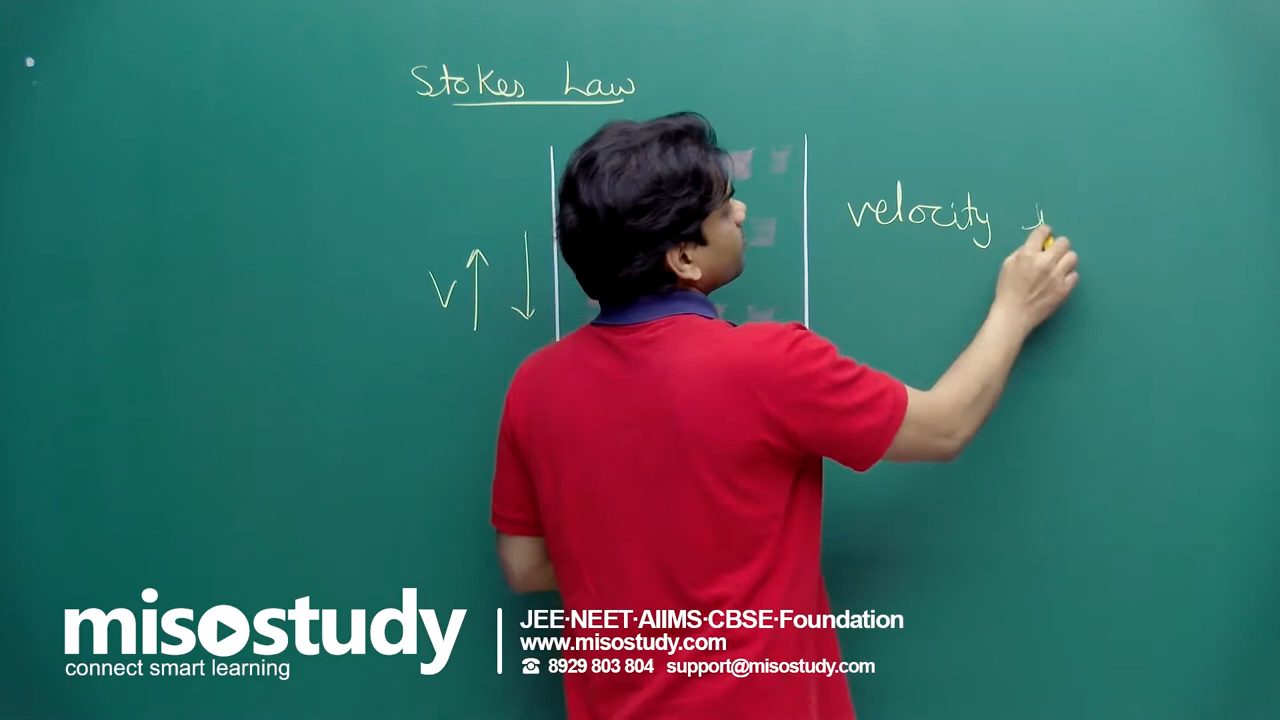 Stokes Law
velocity
v
misostudy
connect smart learning
JEE·NEET·AIIMS·CBSE·Foundation
www.misostudy.com
8929 803 804 support@misostudy.com